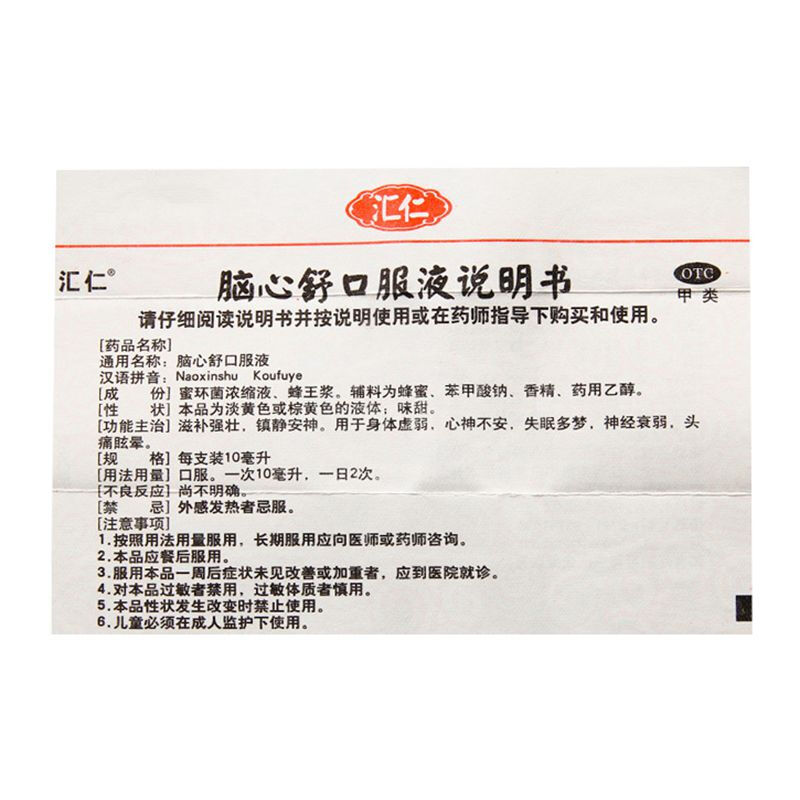 汇仁
汇仁®
脑心舒口服液说明书
OTC
甲类
请仔细阅读说明书并按说明使用或在药师指导下购买和使用。
[药品名称]
通用名称：脑心舒口服液
汉语拼音：Naoxinshu Koufuye
[成 份] 蜜环菌浓缩液、蜂王浆。辅料为蜂蜜、苯甲酸钠、香精、药用乙醇。
[性 状] 本品为淡黄色或棕黄色的液体；味甜。
[功能主治] 滋补强壮，镇静安神。用于身体虚弱，心神不安，失眠多梦，神经衰弱，头
痛眩晕。
[规 格] 每支装10毫升
[用法用量] 口服。一次10毫升，一日2次。
[不良反应] 尚不明确。
[禁 忌] 外感发热者忌服。
[注意事项]
1.按照用法用量服用，长期服用应向医师或药师咨询。
2.本品应餐后服用。
3.服用本品一周后症状未见改善或加重者，应到医院就诊。
4.对本品过敏者禁用，过敏体质者慎用。
5.本品性状发生改变时禁止使用。
6.儿童必须在成人监护下使用。